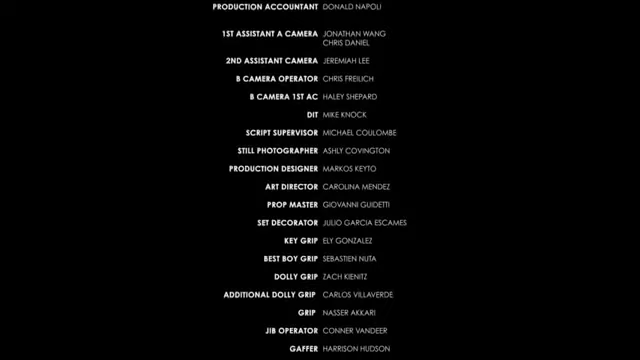 PRODUCTION ACCOUNTANT DONALD NAPOLI
1ST ASSISTANT A CAMERA JONATHAN WANG
CHRIS DANIEL
2ND ASSISTANT CAMERA JEREMIAH LEE
B CAMERA OPERATOR CHRIS FREILICH
B CAMERA 1ST AC HALEY SHEPARD
DIT MIKE KNOCK
SCRIPT SUPERVISOR MICHAEL COULOMBE
STILL PHOTOGRAPHER ASHLY COVINGTON
PRODUCTION DESIGNER MARKOS KEYTO
ART DIRECTOR CAROLINA MENDEZ
PROP MASTER GIOVANNI GUIDETTI
SET DECORATOR JULIO GARCIA ESCAMES
KEY GRIP ELY GONZALEZ
BEST BOY GRIP SEBASTIEN NUTA
DOLLY GRIP ZACH KIENITZ
ADDITIONAL DOLLY GRIP CARLOS VILLAVERDE
GRIP NASSER AKKARI
JIB OPERATOR CONNER VANDEER
GAFFER HARRISON HUDSON